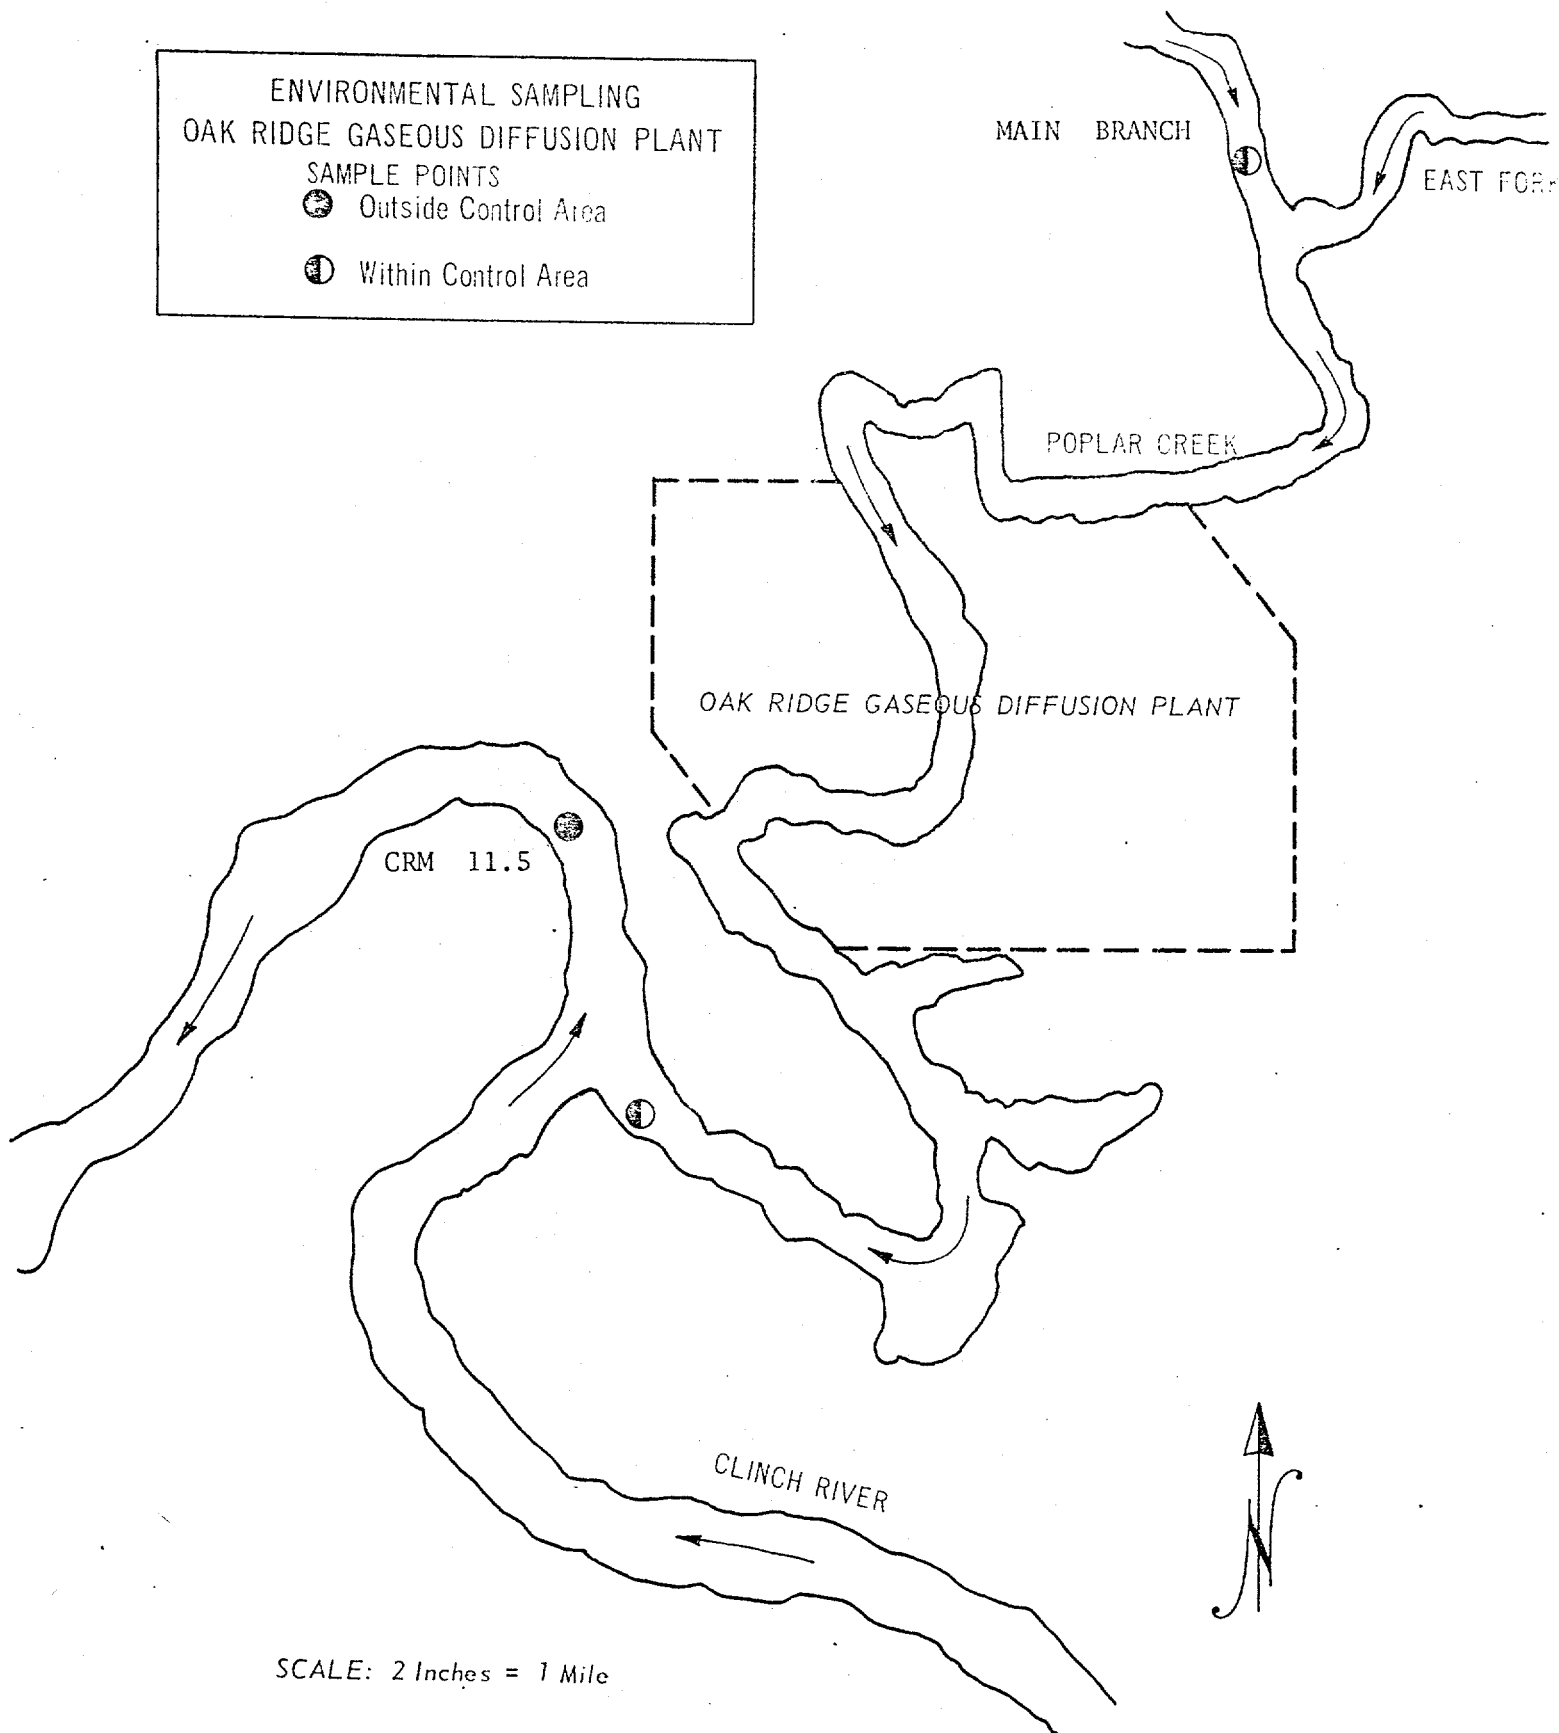 ENVIRONMENTAL SAMPLING
OAK RIDGE GASEOUS DIFFUSION PLANT
SAMPLE POINTS
Outside Control Area
Within Control Area
MAIN BRANCH
EAST
POPLAR CREEK
OAK RIDGE GASEOUS DIFFUSION PLANT
CRM 11.5
CLINCH RIVER
N
SCALE: 2 Inches = 1 Mile